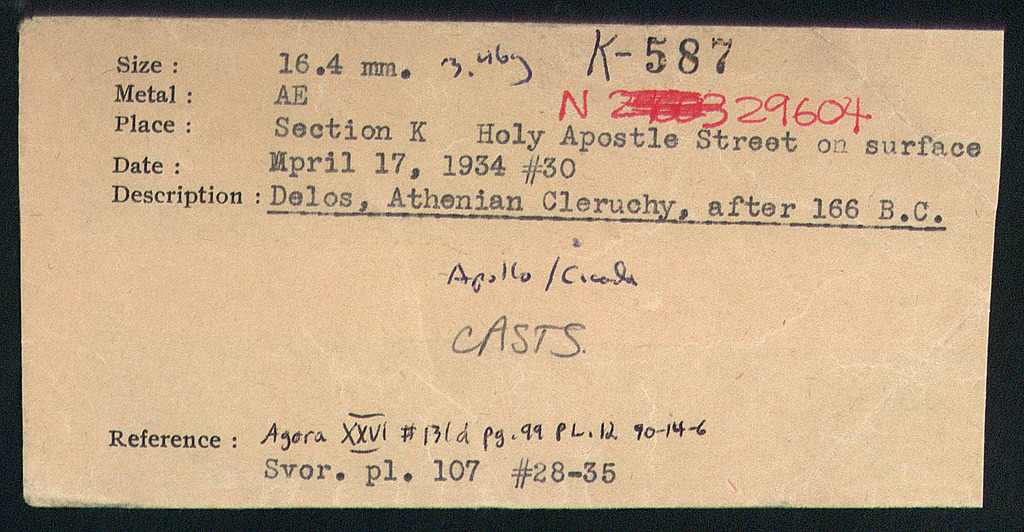 Size : 16.4 mm. 3.46g K-587
Metal : AE N 29604
Place : Section K Holy Apostle Street on surface
Date : April 17, 1934 #30
Description : Delos, Athenian Cleruchy, after 166 B.C.
Apollo / Cicada
CASTS.
Reference : Agora XXVI #131d pg. 99 PL. 12 90-14-6
Svor. pl. 107 #28-35